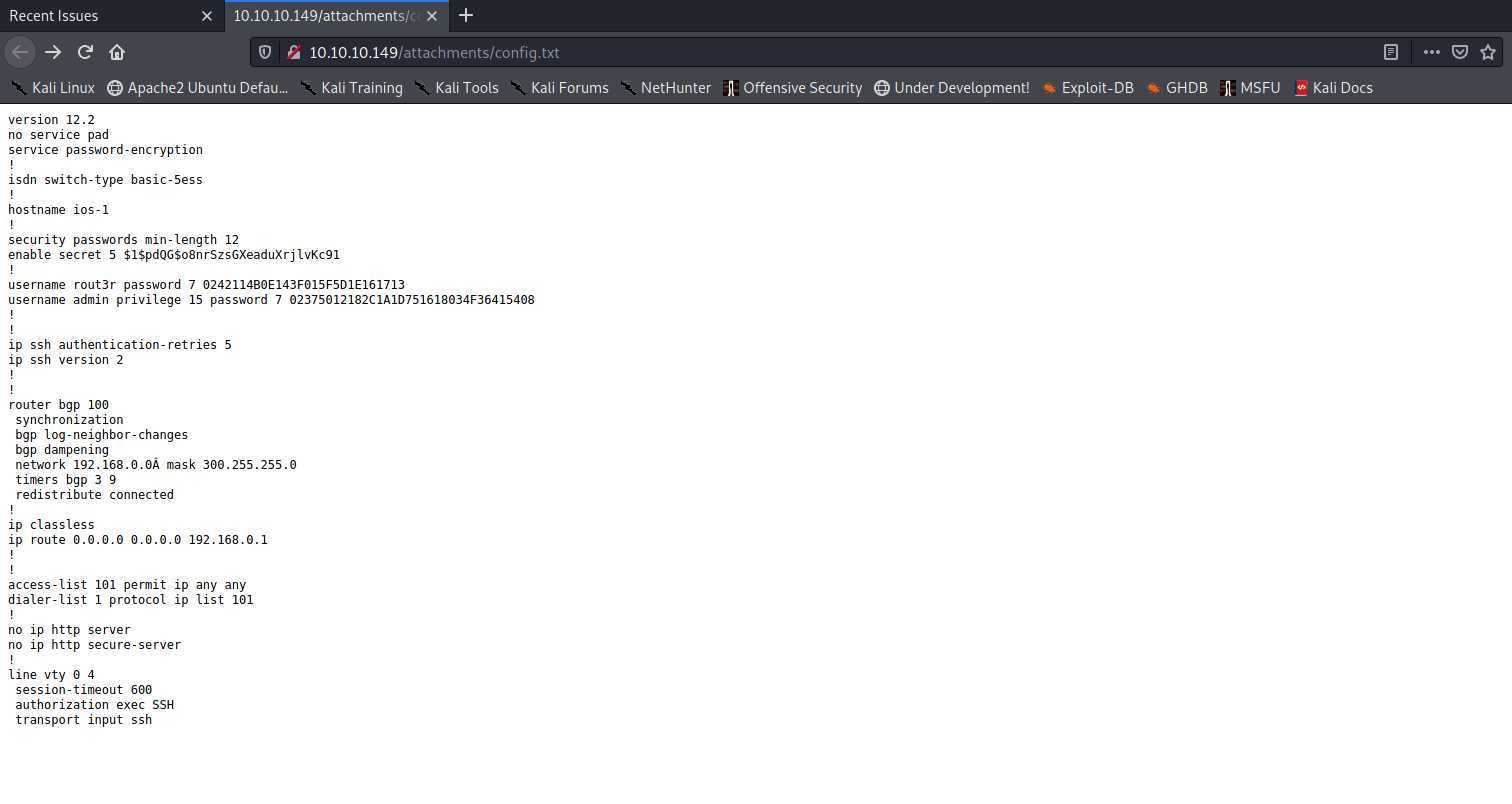 Recent Issues
10.10.10.149/attachments/co
10.10.10.149/attachments/config.txt
Kali Linux Apache2 Ubuntu Defau... Kali Training Kali Tools Kali Forums NetHunter Offensive Security Under Development! Exploit-DB GHDB MSFU Kali Docs
version 12.2
no service pad
service password-encryption
!
isdn switch-type basic-5ess
!
hostname ios-1
!
security passwords min-length 12
enable secret 5 $1$pdQG$o8nrSzsGXeaduXrjlvKc91
!
username rout3r password 7 0242114B0E143F015F5D1E161713
username admin privilege 15 password 7 02375012182C1A1D751618034F36415408
!
!
ip ssh authentication-retries 5
ip ssh version 2
!
!
router bgp 100
 synchronization
 bgp log-neighbor-changes
 bgp dampening
 network 192.168.0.0Â mask 300.255.255.0
 timers bgp 3 9
 redistribute connected
!
ip classless
ip route 0.0.0.0 0.0.0.0 192.168.0.1
!
!
access-list 101 permit ip any any
dialer-list 1 protocol ip list 101
!
no ip http server
no ip http secure-server
!
line vty 0 4
 session-timeout 600
 authorization exec SSH
 transport input ssh